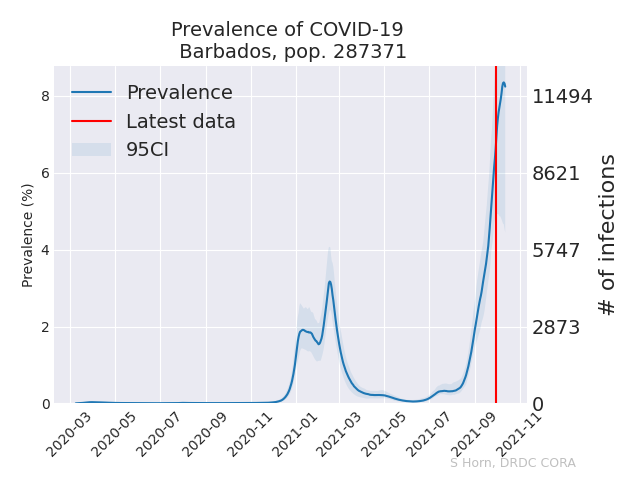 Prevalence of COVID-19
Barbados, pop. 287371
Prevalence
Latest data
95CI
Prevalence (%)
8
6
4
2
0
11494
8621
5747
2873
0
# of infections
2020-03
2020-05
2020-07
2020-09
2020-11
2021-01
2021-03
2021-05
2021-07
2021-09
2021-11
S Horn, DRDC CORA